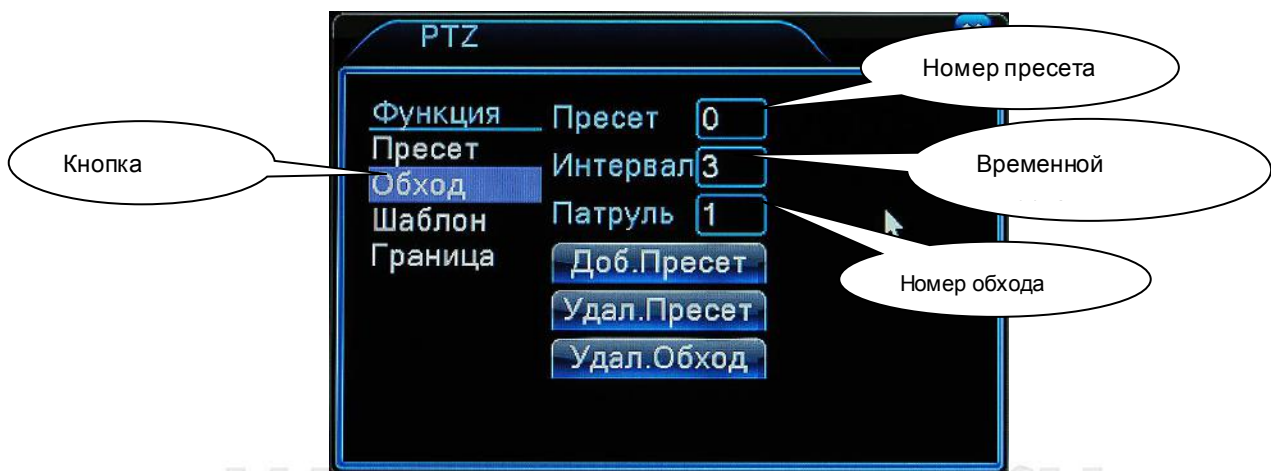 PTZ
Номер пресета
Функция
Пресет 0
Пресет
Кнопка
Интервал 3
Временной
Обход
Патруль 1
Шаблон
Граница
Доб.Пресет
Номер обхода
Удал.Пресет
Удал.Обход